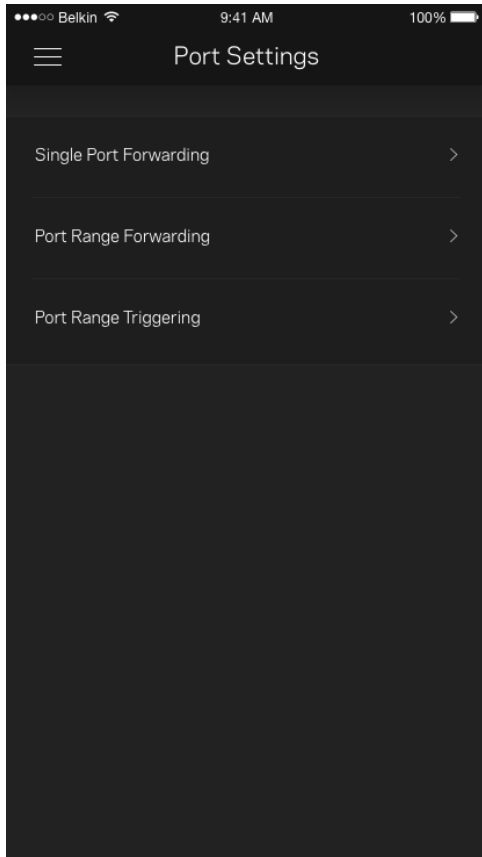 Belkin 9:41 AM 100%
Port Settings
Single Port Forwarding
Port Range Forwarding
Port Range Triggering